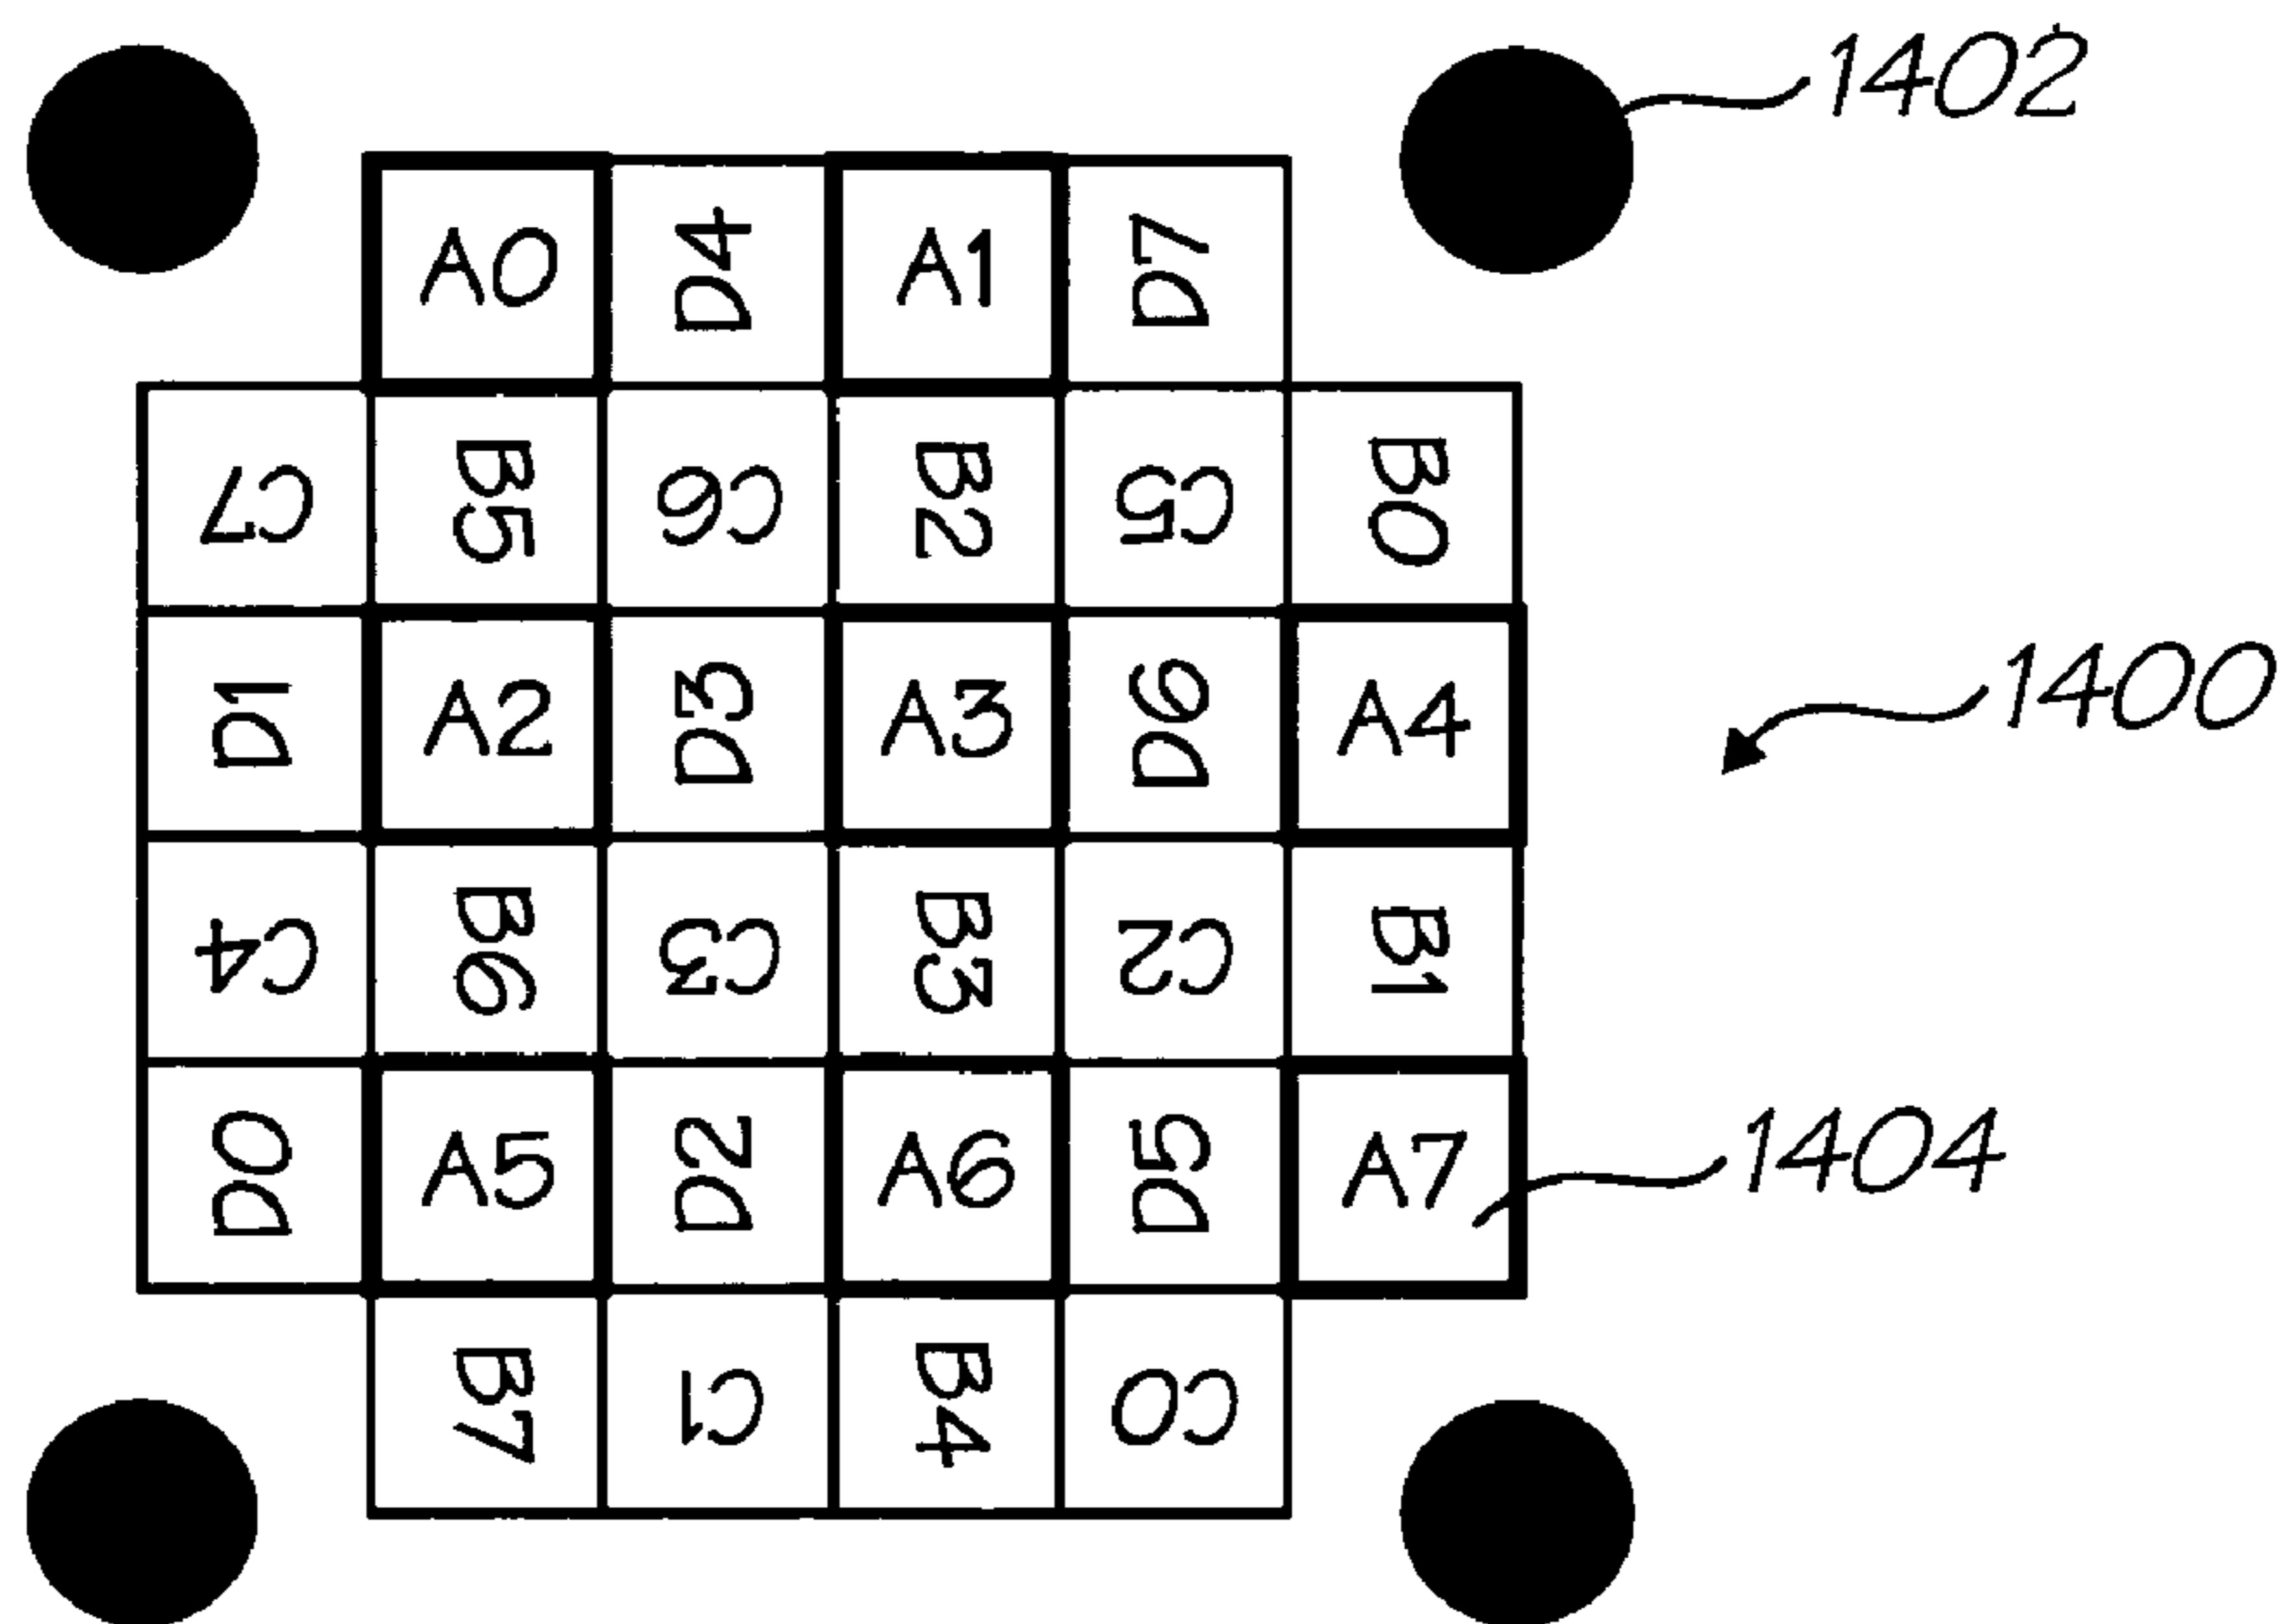 1402
A0 D4 A1 D7
C7 B5 C6 B2 C5 B0
D1 A2 D3 A3 D6 A4
1400
C4 B6 C3 B3 C2 B1
D0 A5 D2 A6 D5 A7
1404
B7 C1 B4 C0